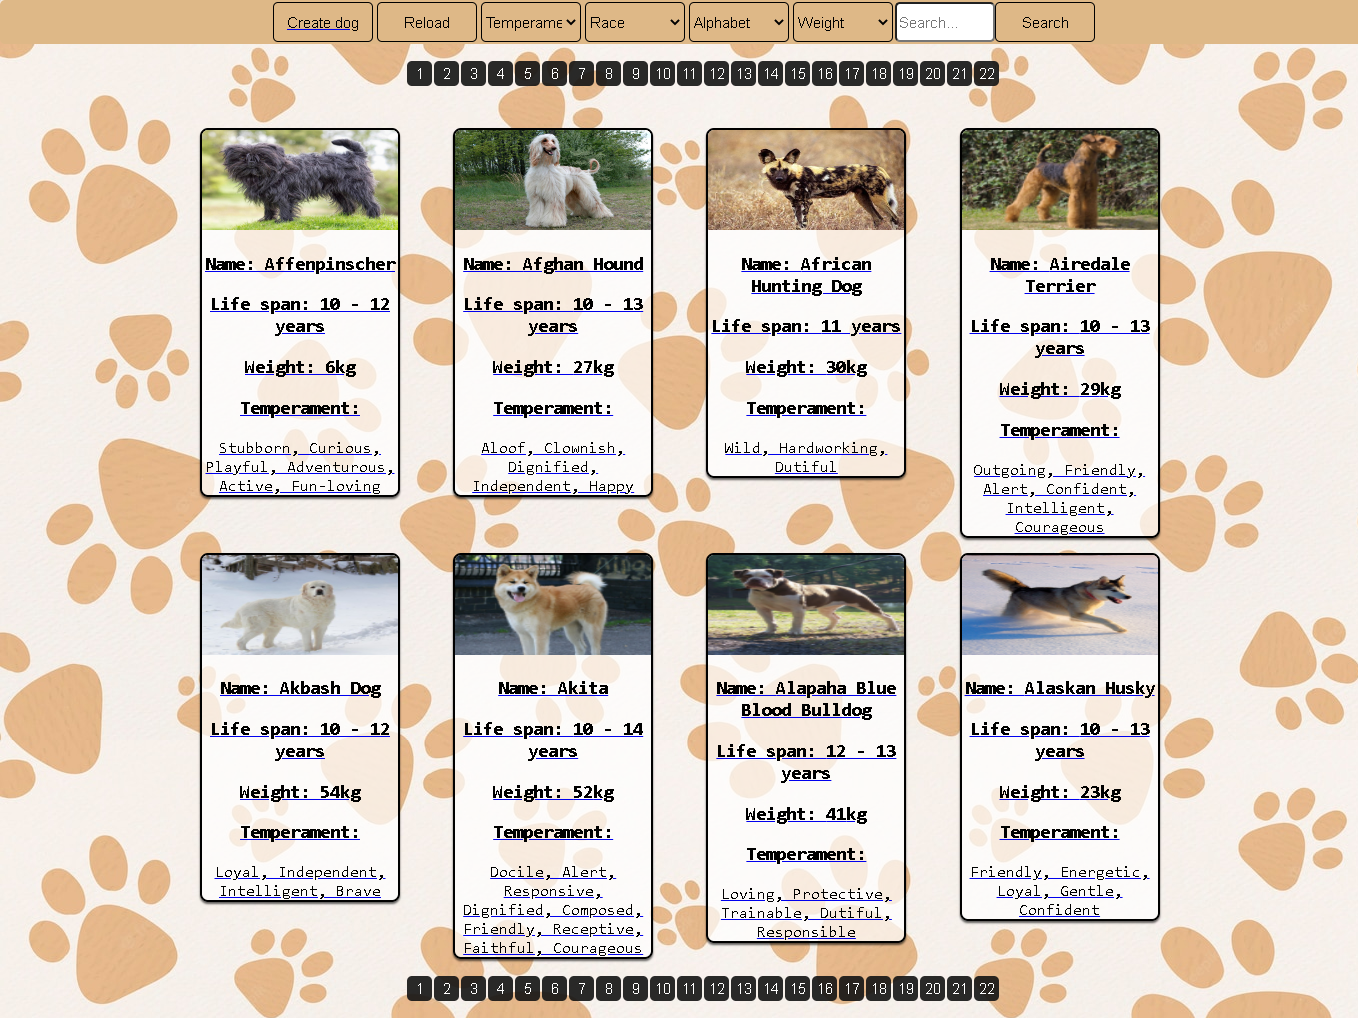 Create dog Reload Temperame Race Alphabet Weight Search... Search
1 2 3 4 5 6 7 8 9 10 11 12 13 14 15 16 17 18 19 20 21 22
Name: Affenpinscher
Life span: 10 - 12
years
Weight: 6kg
Temperament:
Stubborn, Curious,
Playful, Adventurous,
Active, Fun-loving
Name: Afghan Hound
Life span: 10 - 13
years
Weight: 27kg
Temperament:
Aloof, Clownish,
Dignified,
Independent, Happy
Name: African
Hunting Dog
Life span: 11 years
Weight: 30kg
Temperament:
Wild, Hardworking,
Dutiful
Name: Airedale
Terrier
Life span: 10 - 13
years
Weight: 29kg
Temperament:
Outgoing, Friendly,
Alert, Confident,
Intelligent,
Courageous
Name: Akbash Dog
Life span: 10 - 12
years
Weight: 54kg
Temperament:
Loyal, Independent,
Intelligent, Brave
Name: Akita
Life span: 10 - 14
years
Weight: 52kg
Temperament:
Docile, Alert,
Responsive,
Dignified, Composed,
Friendly, Receptive,
Faithful, Courageous
Name: Alapaha Blue
Blood Bulldog
Life span: 12 - 13
years
Weight: 41kg
Temperament:
Loving, Protective,
Trainable, Dutiful,
Responsible
Name: Alaskan Husky
Life span: 10 - 13
years
Weight: 23kg
Temperament:
Friendly, Energetic,
Loyal, Gentle,
Confident
1 2 3 4 5 6 7 8 9 10 11 12 13 14 15 16 17 18 19 20 21 22